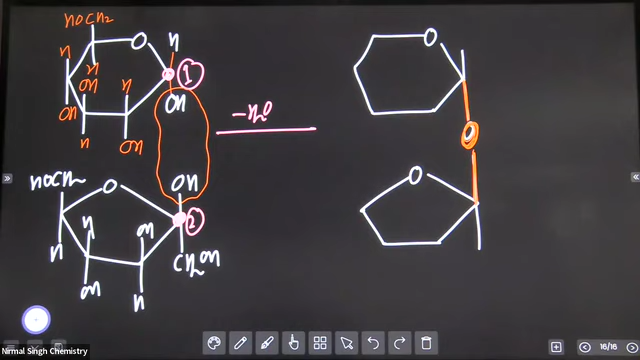 HOCH₂
O
H
H
H
H
1
OH
OH
OH
H
OH
-H₂O
OH
HOCH₂
O
2
H
OH
H
CH₂OH
OH
H
O
O
O
16/16
Nirmal Singh Chemistry